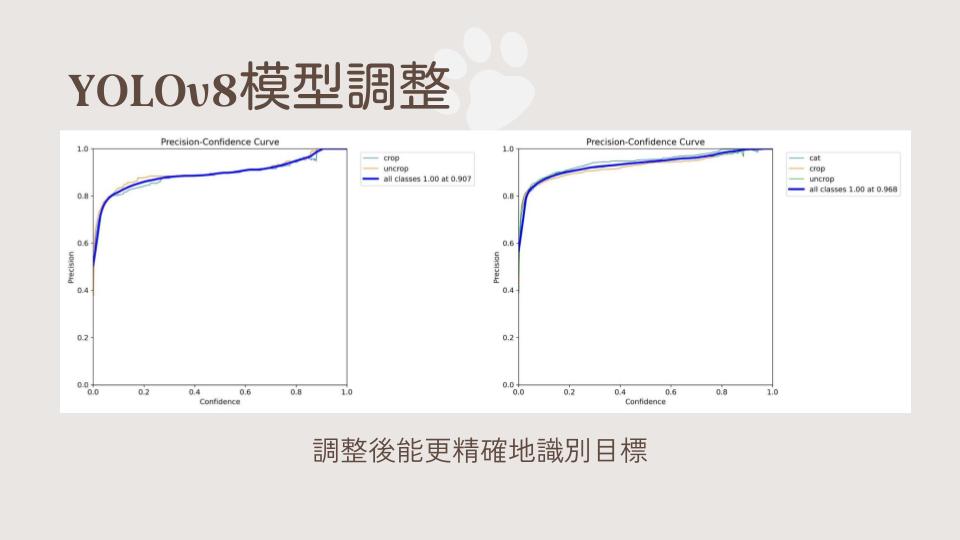 YOLOv8模型調整
Precision-Confidence Curve
1.0
0.8
0.6
0.4
0.2
0.0
Precision
0.0 0.2 0.4 0.6 0.8 1.0
Confidence
crop
uncrop
all classes 1.00 at 0.907
Precision-Confidence Curve
1.0
0.8
0.6
0.4
0.2
0.0
Precision
0.0 0.2 0.4 0.6 0.8 1.0
Confidence
cat
crop
uncrop
all classes 1.00 at 0.968
調整後能更精確地識別目標